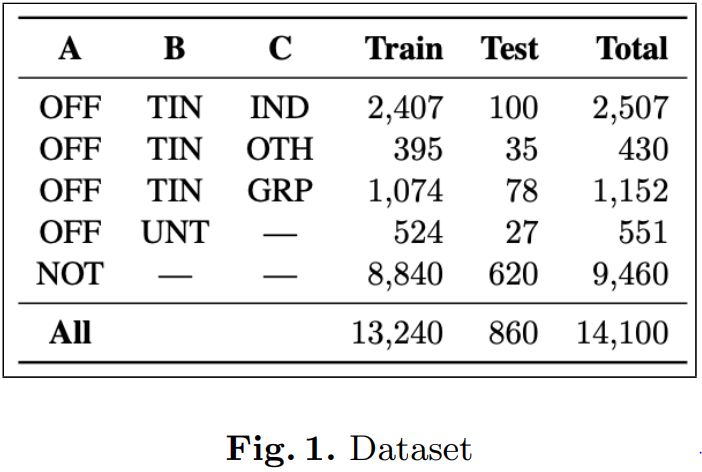 A B C Train Test Total
OFF TIN IND 2,407 100 2,507
OFF TIN OTH 395 35 430
OFF TIN GRP 1,074 78 1,152
OFF UNT — 524 27 551
NOT — — 8,840 620 9,460
All 13,240 860 14,100
Fig. 1. Dataset